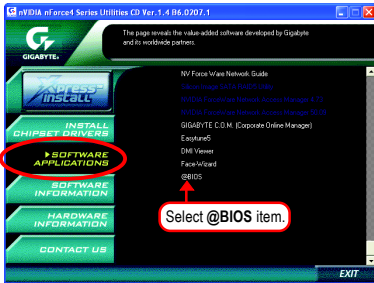 nVIDIA nForce4 Series Utilities CD Ver.1.4 B6.0207.1
GIGABYTE
The page reveals the value-added software developed by Gigabyte
and its worldwide partners.
Xpress
INSTALL
INSTALL
CHIPSET DRIVERS
SOFTWARE
APPLICATIONS
SOFTWARE
INFORMATION
HARDWARE
INFORMATION
CONTACT US
NV Force Ware Network Guide
GIGABYTE C.O.M. (Corporate Online Manager)
Easytune5
DMI Viewer
Face-Wizard
@BIOS
Select @BIOS item.
EXIT